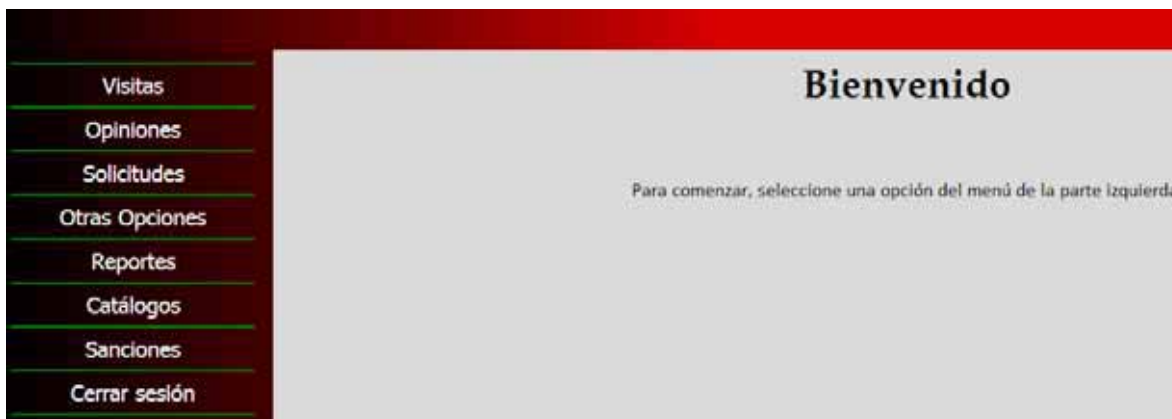 Visitas
Opiniones
Solicitudes
Otras Opciones
Reportes
Catálogos
Sanciones
Cerrar sesión
Bienvenido
Para comenzar, seleccione una opción del menú de la parte izquierda